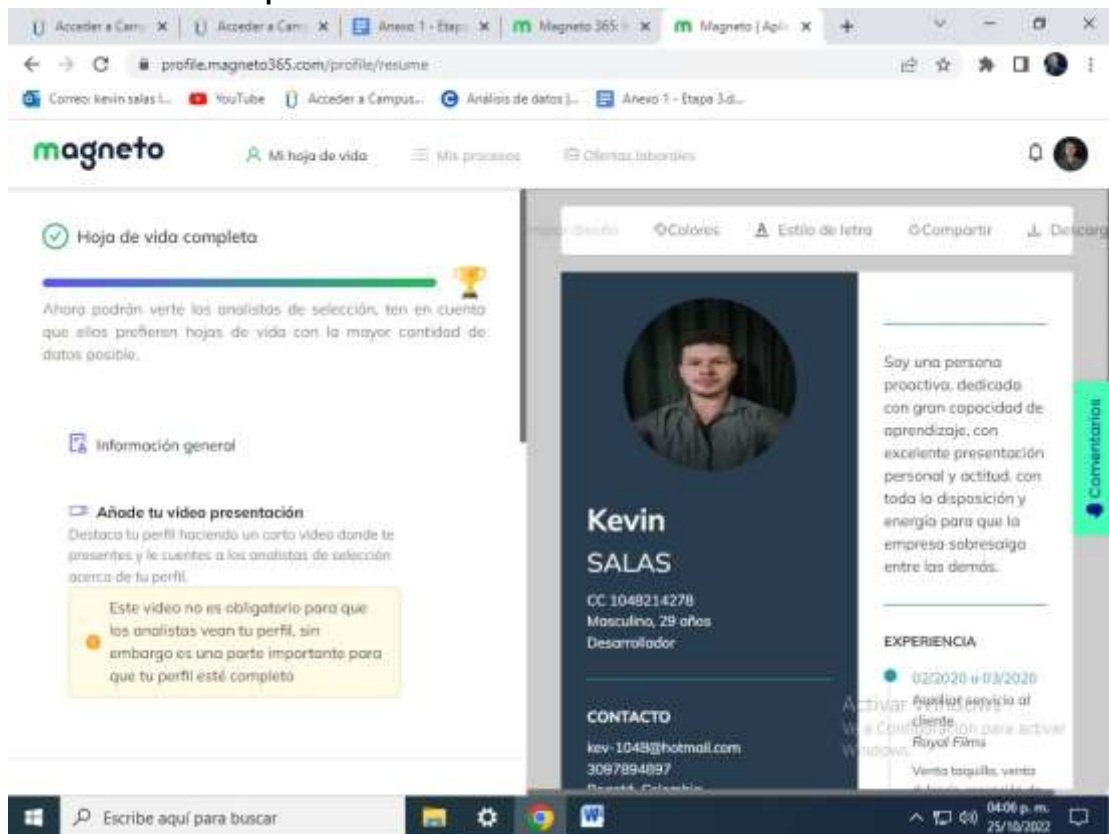 Acceder a Cam
Acceder a Cam
Anexo 1 - Etap
Magneto 365:
Magneto | Apli
profile.magneto365.com/profile/resume
Correo: kevin salas
YouTube
Acceder a Campus...
Análisis de datos
Anexo 1 - Etapa 3.d...
magneto
Mi hoja de vida
Mis procesos
Ofertas laborales
Hoja de vida completa
Ahora podrán verte los analistas de selección, ten en cuenta
que ellos prefieren hojas de vida con la mayor cantidad de
datos posible.
Información general
Añade tu video presentación
Destaca tu perfil haciendo un corto video donde te
presentes y le cuentes a los analistas de selección
acerca de tu perfil.
Este video no es obligatorio para que
los analistas vean tu perfil, sin
embargo es una parte importante para
que tu perfil esté completo
Colores
Estilo de letra
Compartir
Descarg
Kevin
SALAS
CC 1048214278
Masculino, 29 años
Desarrollador
CONTACTO
kev-1048@hotmail.com
3097894897
Bogotá, Colombia
Soy una persona
proactiva, dedicada
con gran capacidad de
aprendizaje, con
excelente presentación
personal y actitud, con
toda la disposición y
energía para que la
empresa sobresalga
entre las demás.
EXPERIENCIA
02/2020 a 03/2020
Auxiliar servicio al
cliente
Royal Films
Venta taquilla, venta
Comentarios
Activar Windows
Ve a Configuración para activar
Windows.
Escribe aquí para buscar
04:06 p. m.
25/10/2022